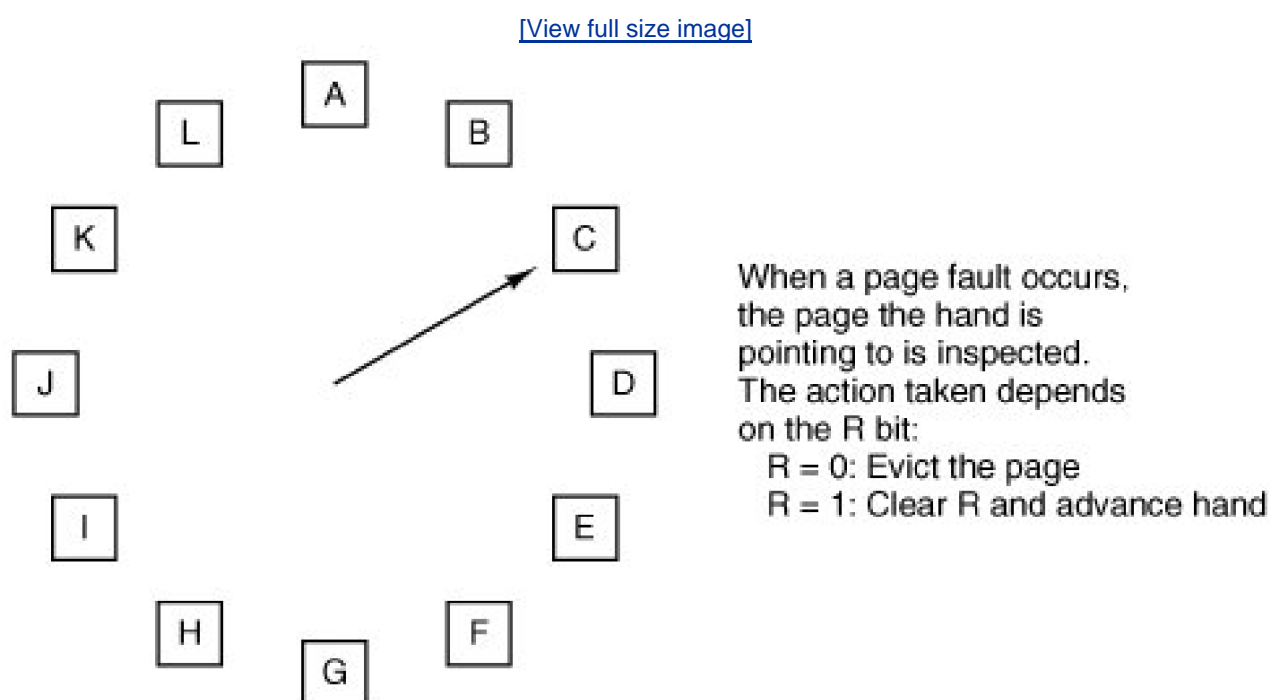 [View full size image]
A
L
B
K
C
When a page fault occurs,
the page the hand is
pointing to is inspected.
The action taken depends
on the R bit:
R = 0: Evict the page
R = 1: Clear R and advance hand
J
D
I
E
H
F
G